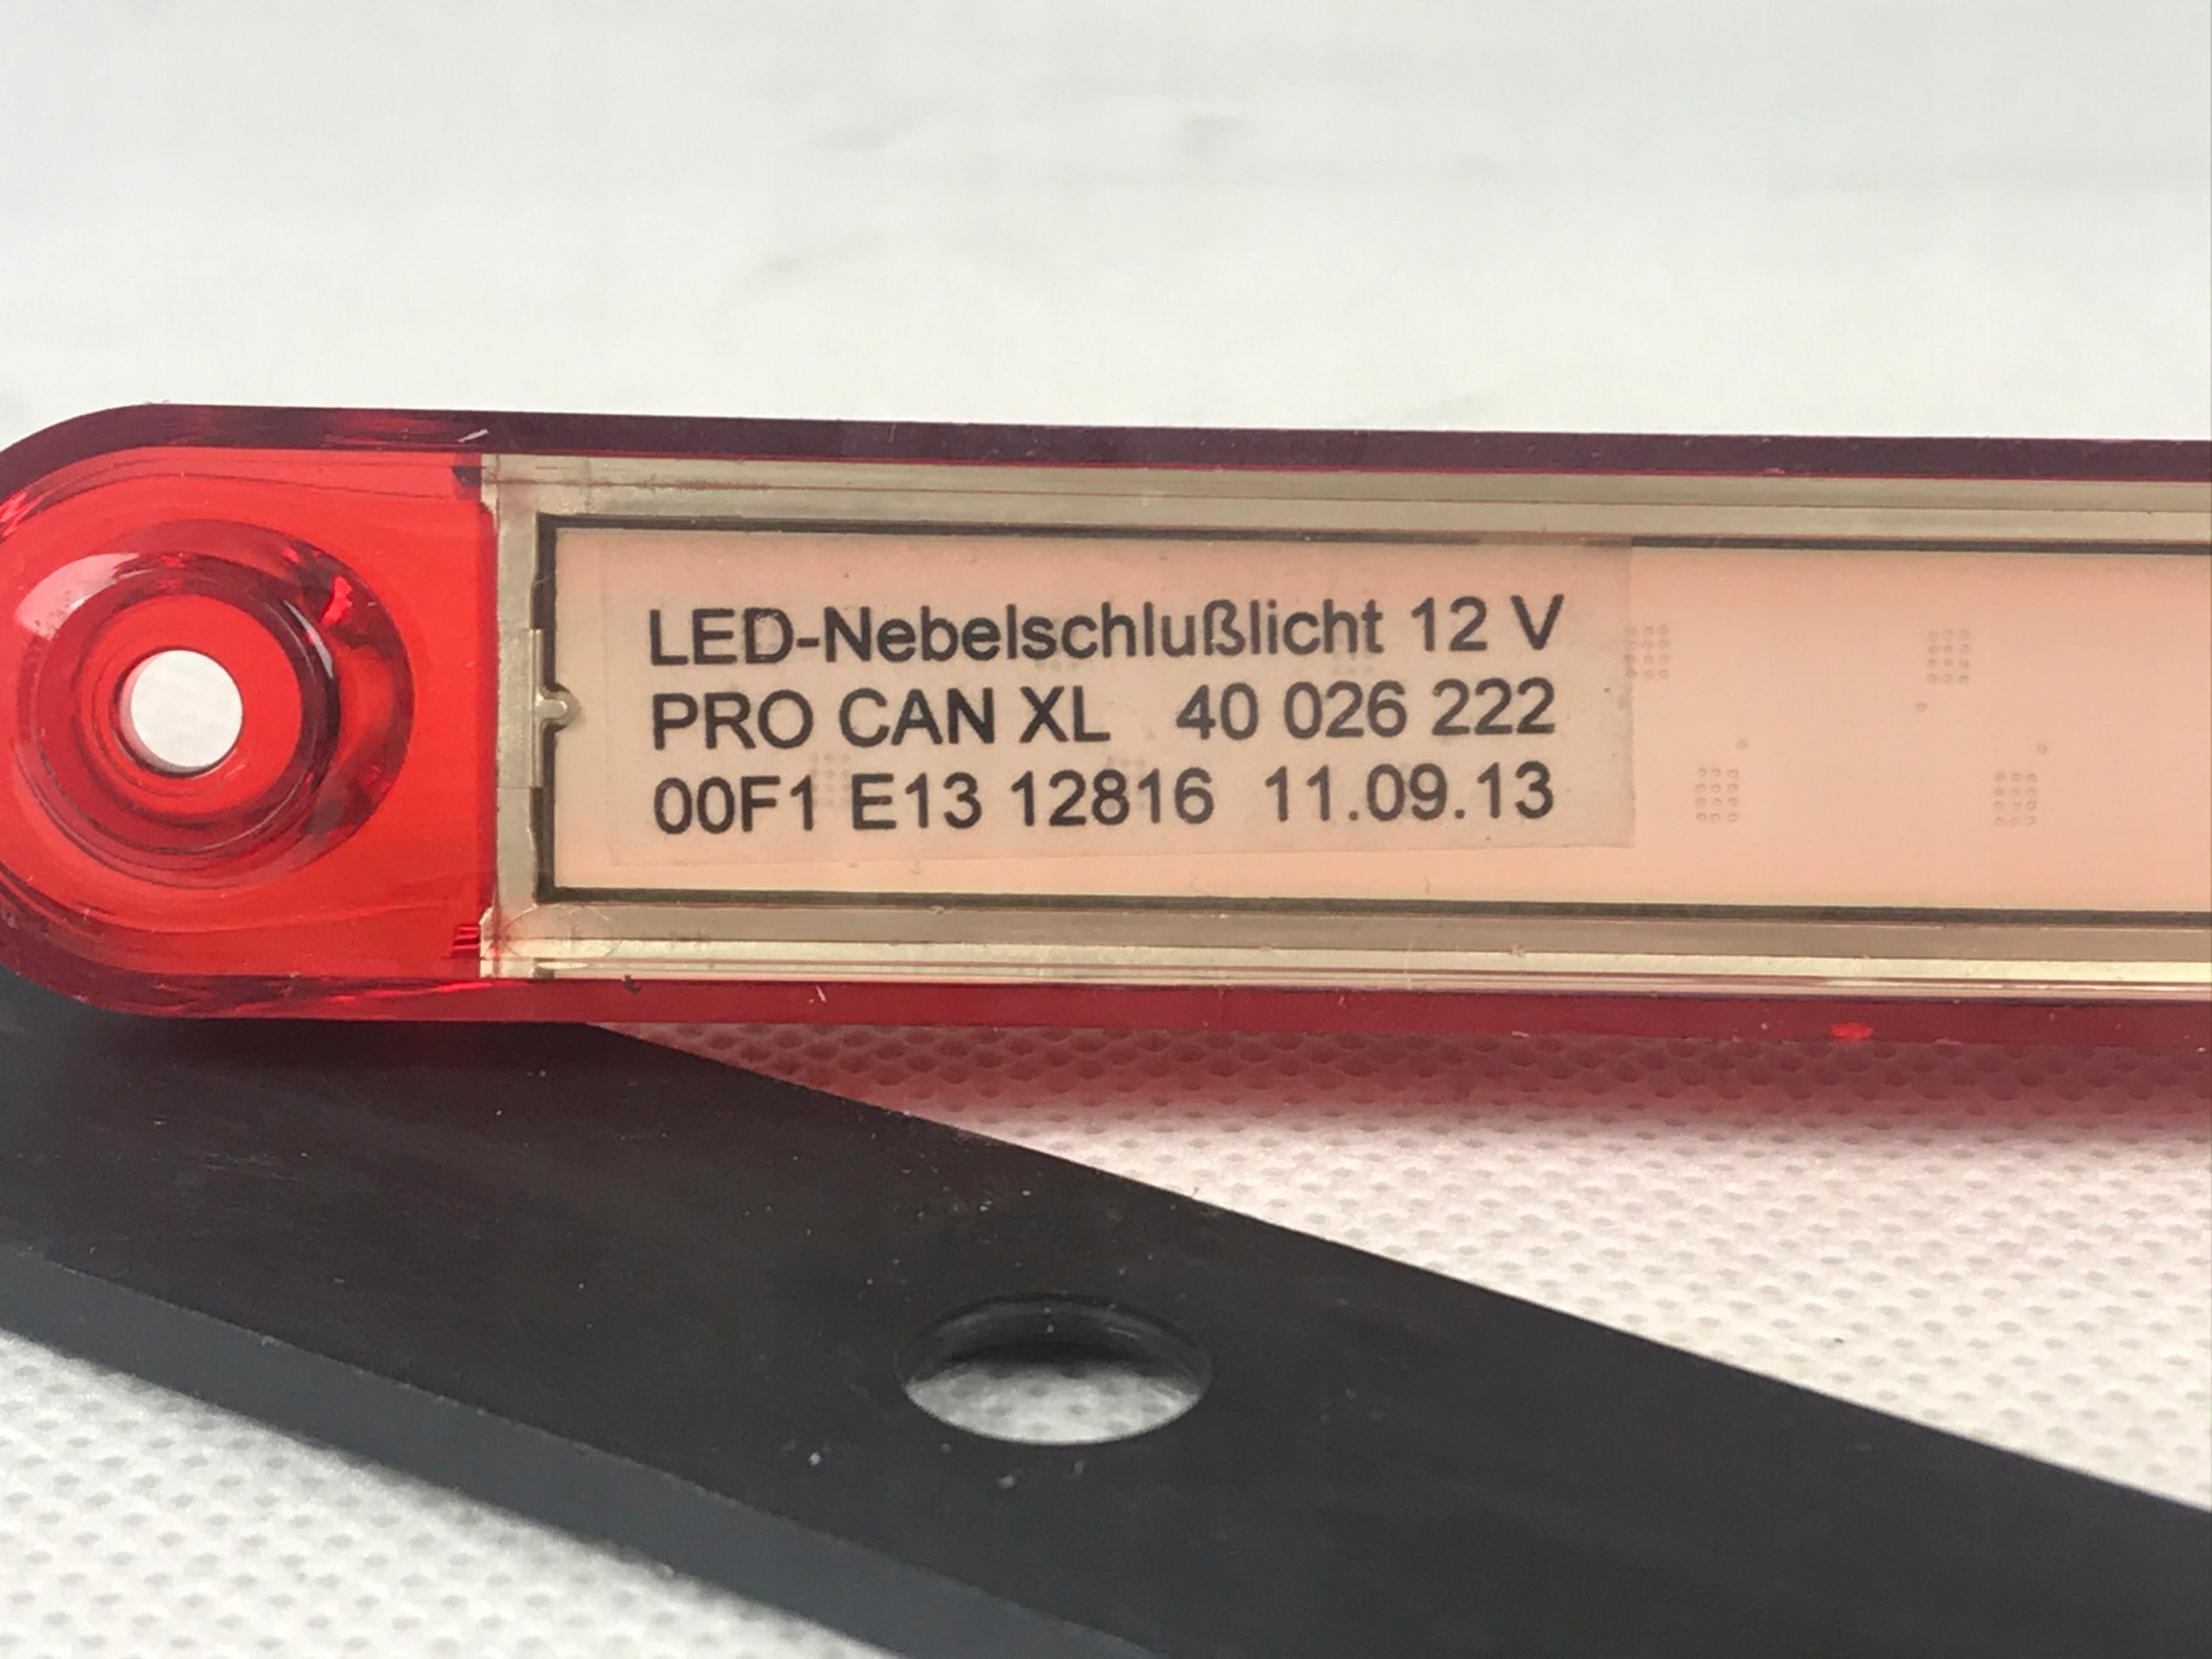 LED-Nebelschlußlicht 12 V
PRO CAN XL 40 026 222
00F1 E13 12816 11.09.13